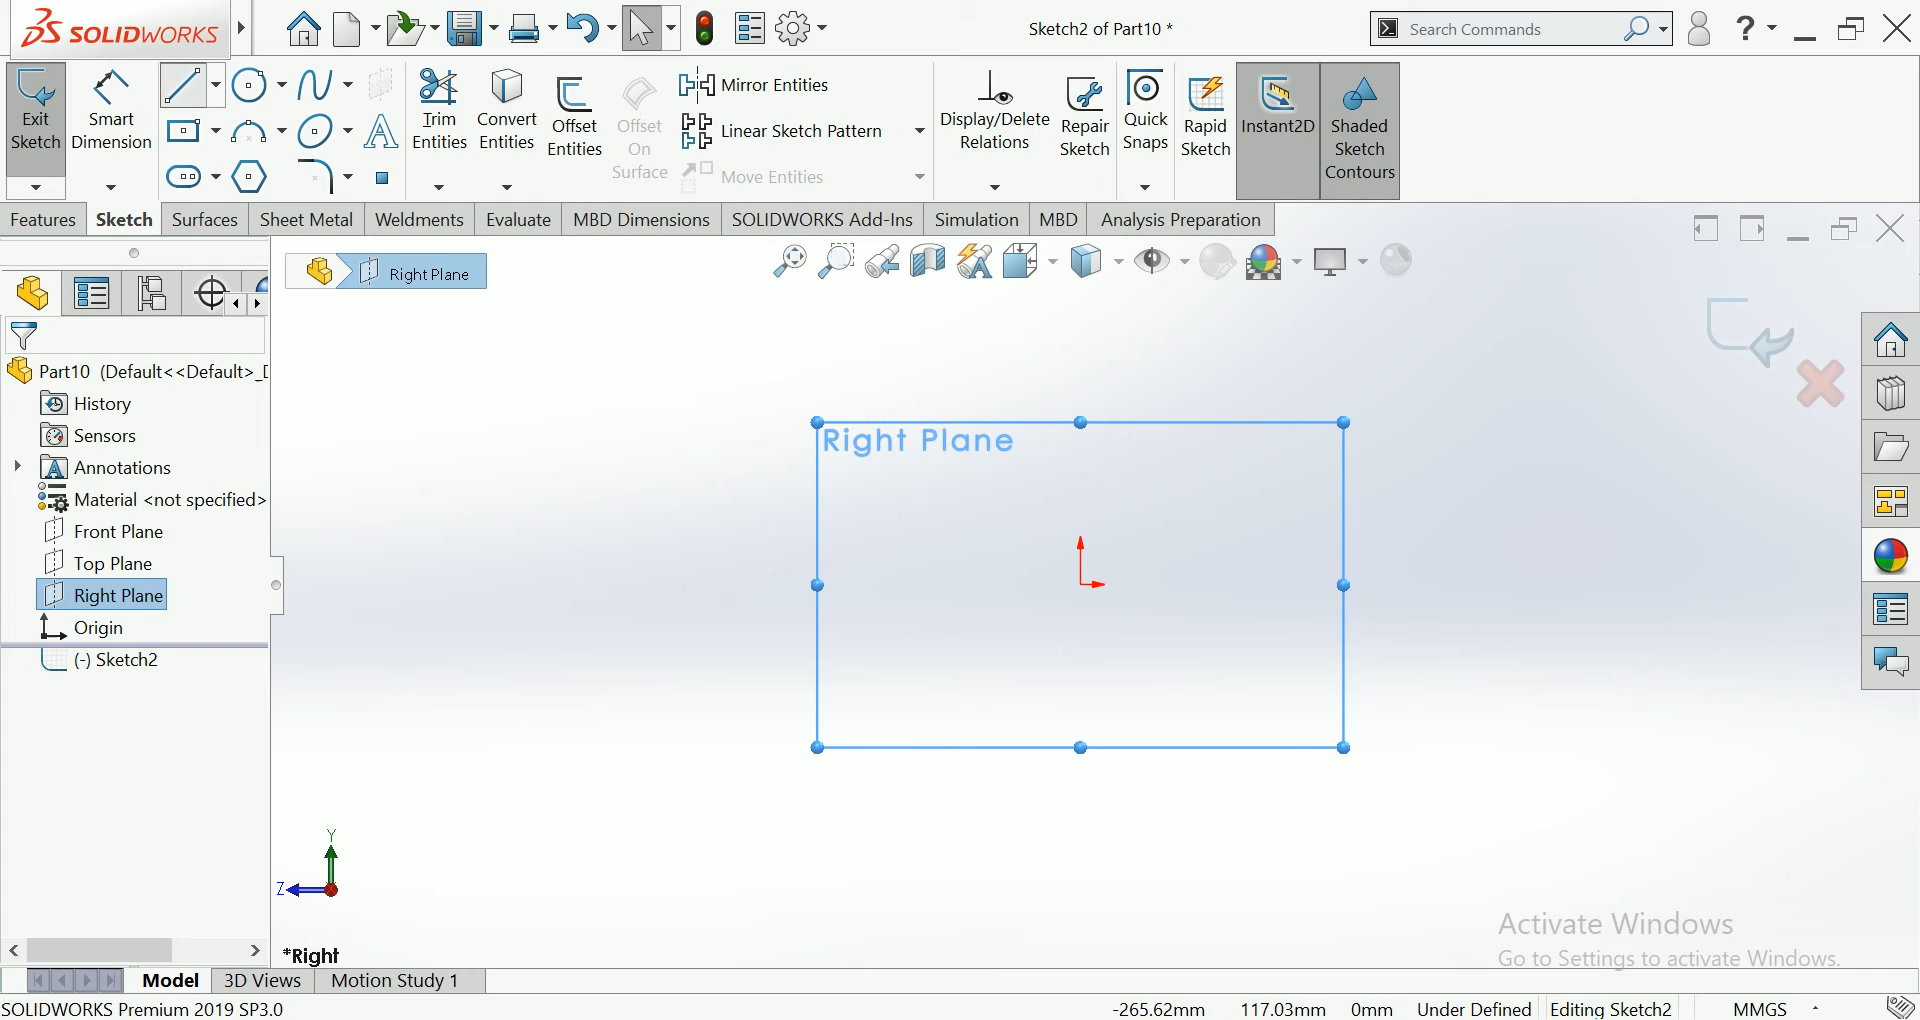 SOLIDWORKS
Sketch2 of Part10 *
Search Commands
?
Exit Sketch
Smart Dimension
Trim Entities
Convert Entities
Offset Entities
Offset On Surface
Mirror Entities
Linear Sketch Pattern
Move Entities
Display/Delete Relations
Repair Sketch
Quick Snaps
Rapid Sketch
Instant2D
Shaded Sketch Contours
Features Sketch Surfaces Sheet Metal Weldments Evaluate MBD Dimensions SOLIDWORKS Add-Ins Simulation MBD Analysis Preparation
Right Plane
Part10 (Default<<Default>_D
History
Sensors
Annotations
Material <not specified>
Front Plane
Top Plane
Right Plane
Origin
(-) Sketch2
Right Plane
Y
Z
*Right
Activate Windows
Go to Settings to activate Windows.
Model 3D Views Motion Study 1
SOLIDWORKS Premium 2019 SP3.0
-265.62mm 117.03mm 0mm Under Defined Editing Sketch2 MMGS